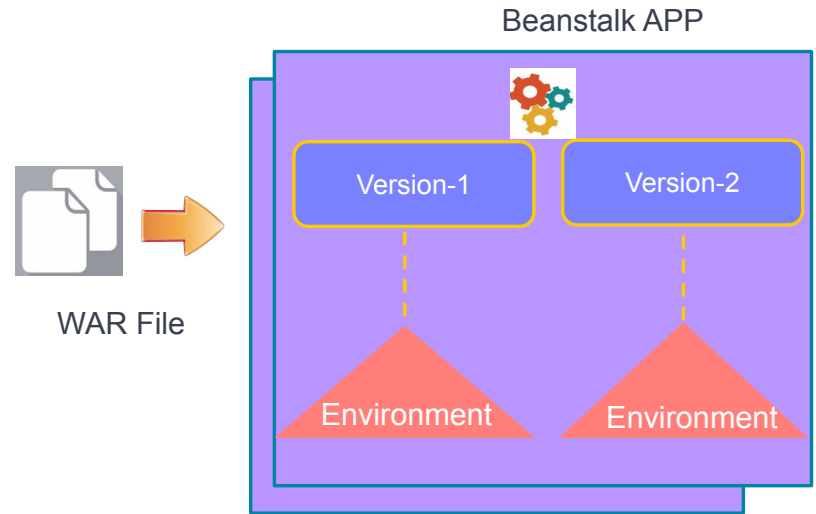 Beanstalk APP
Version-1
Version-2
WAR File
Environment
Environment